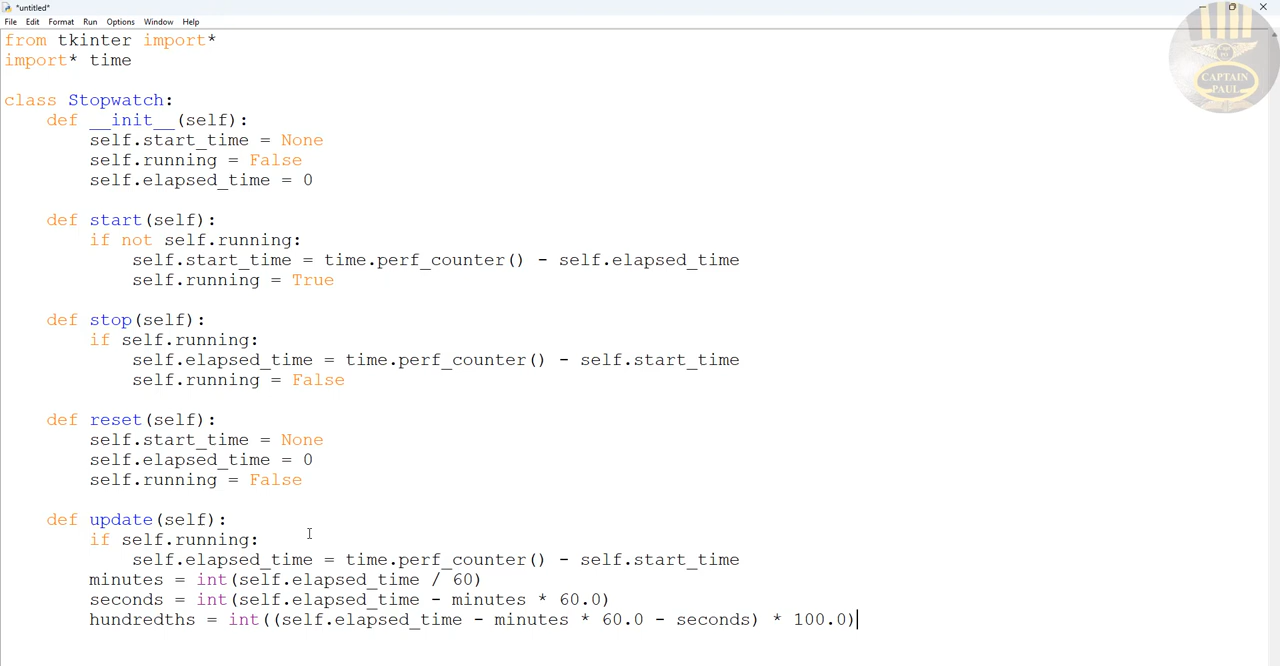 *untitled*
File Edit Format Run Options Window Help
from tkinter import*
import* time
class Stopwatch:
    def __init__(self):
        self.start_time = None
        self.running = False
        self.elapsed_time = 0
    def start(self):
        if not self.running:
            self.start_time = time.perf_counter() - self.elapsed_time
            self.running = True
    def stop(self):
        if self.running:
            self.elapsed_time = time.perf_counter() - self.start_time
            self.running = False
    def reset(self):
        self.start_time = None
        self.elapsed_time = 0
        self.running = False
    def update(self):
        if self.running:
            self.elapsed_time = time.perf_counter() - self.start_time
        minutes = int(self.elapsed_time / 60)
        seconds = int(self.elapsed_time - minutes * 60.0)
        hundredths = int((self.elapsed_time - minutes * 60.0 - seconds) * 100.0)
CAPTAIN
PAUL